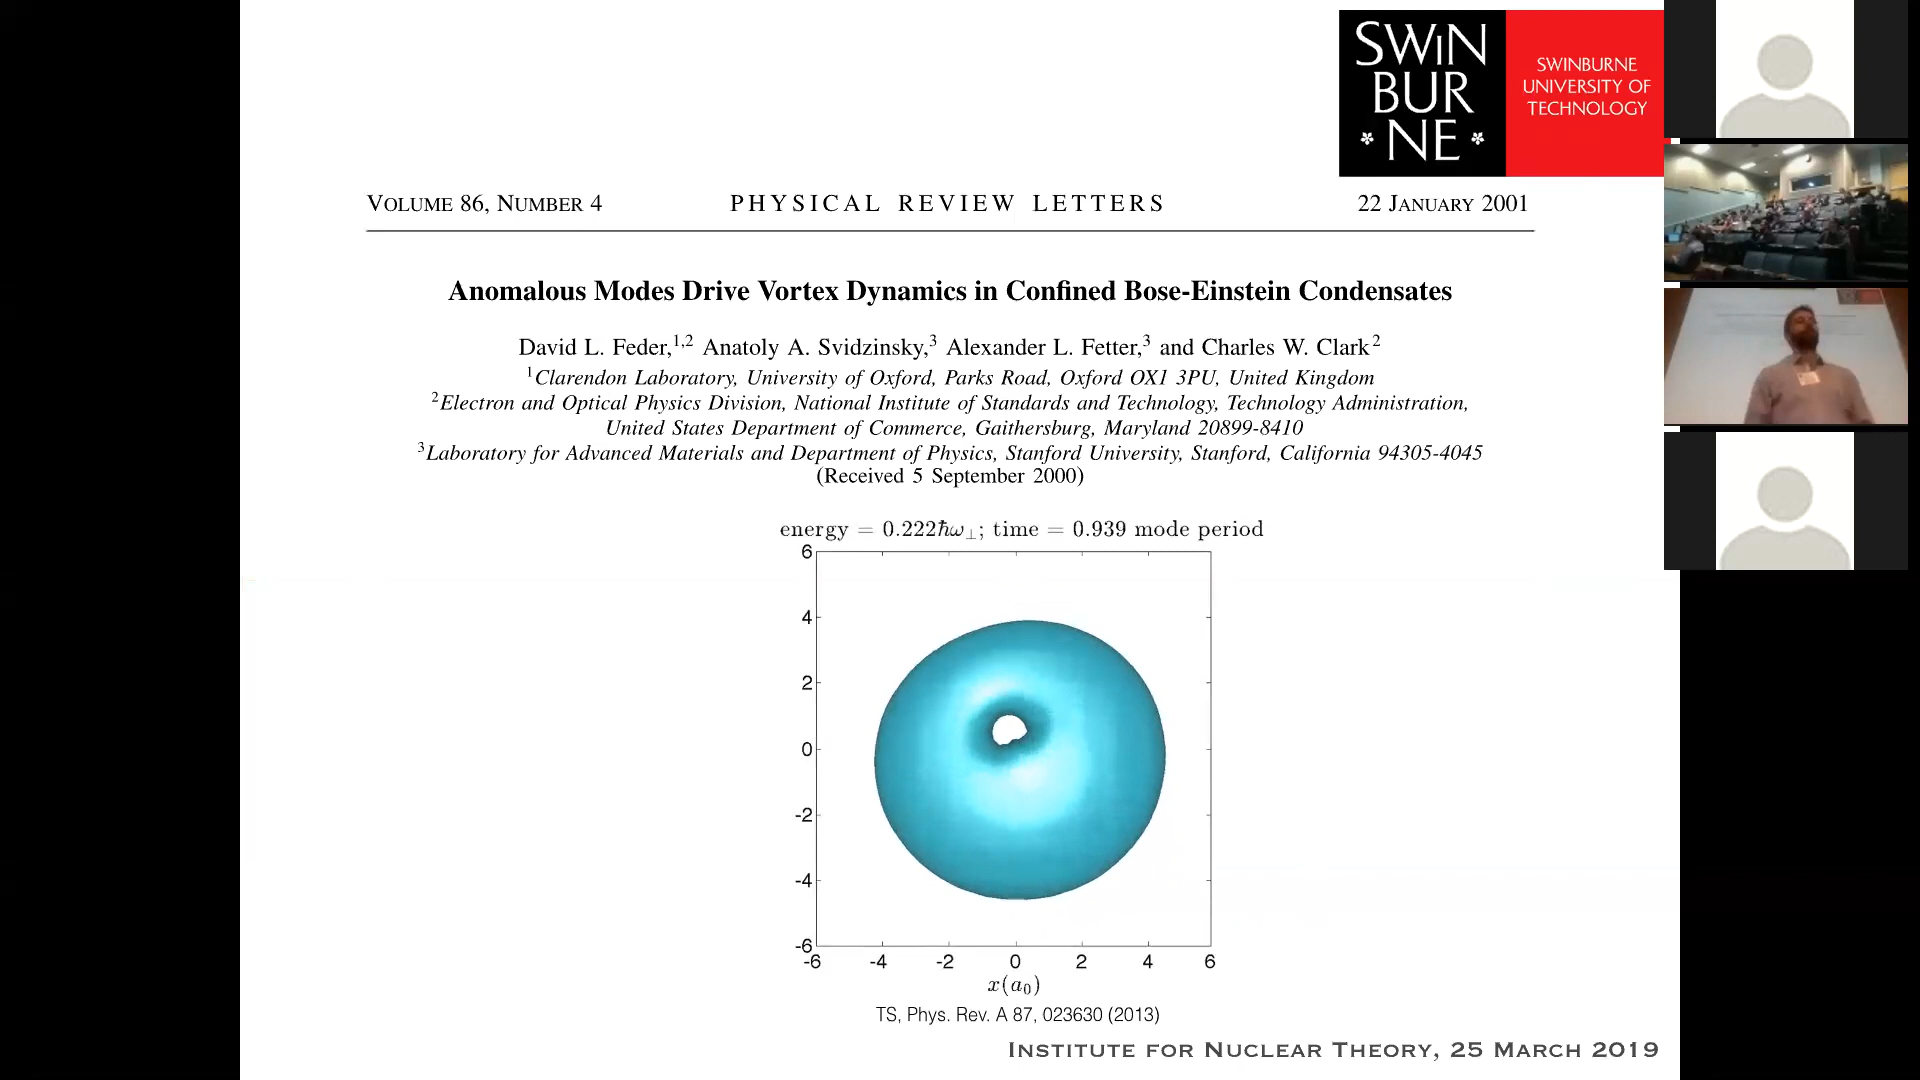 SWIN
BUR
NE
SWINBURNE
UNIVERSITY OF
TECHNOLOGY
VOLUME 86, NUMBER 4 PHYSICAL REVIEW LETTERS 22 JANUARY 2001
Anomalous Modes Drive Vortex Dynamics in Confined Bose-Einstein Condensates
David L. Feder,1,2 Anatoly A. Svidzinsky,3 Alexander L. Fetter,3 and Charles W. Clark2
1Clarendon Laboratory, University of Oxford, Parks Road, Oxford OX1 3PU, United Kingdom
2Electron and Optical Physics Division, National Institute of Standards and Technology, Technology Administration,
United States Department of Commerce, Gaithersburg, Maryland 20899-8410
3Laboratory for Advanced Materials and Department of Physics, Stanford University, Stanford, California 94305-4045
(Received 5 September 2000)
energy = 0.222ħω⊥; time = 0.939 mode period
6
4
2
0
-2
-4
-6
-6 -4 -2 0 2 4 6
x(a0)
TS, Phys. Rev. A 87, 023630 (2013)
INSTITUTE FOR NUCLEAR THEORY, 25 MARCH 2019